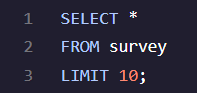 1 SELECT *
2 FROM survey
3 LIMIT 10;